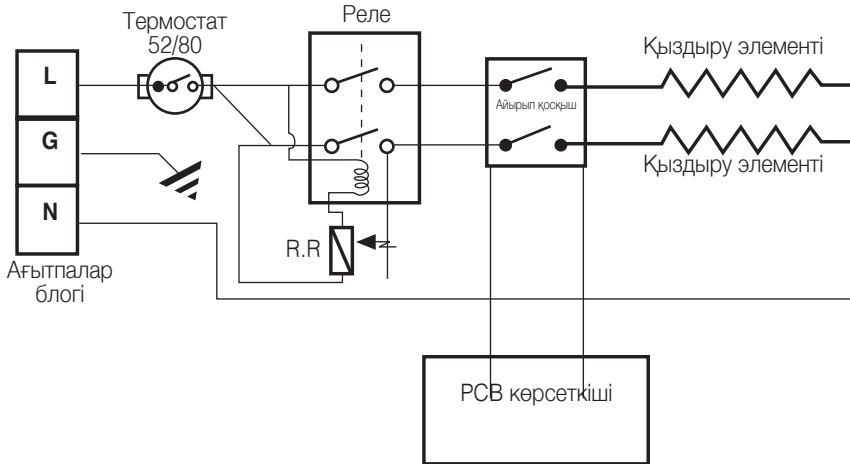 Термостат
52/80
Реле
L
G
N
Ағытпалар
блогі
R.R
Айырып қосқыш
Қыздыру элементі
Қыздыру элементі
PCB көрсеткіші